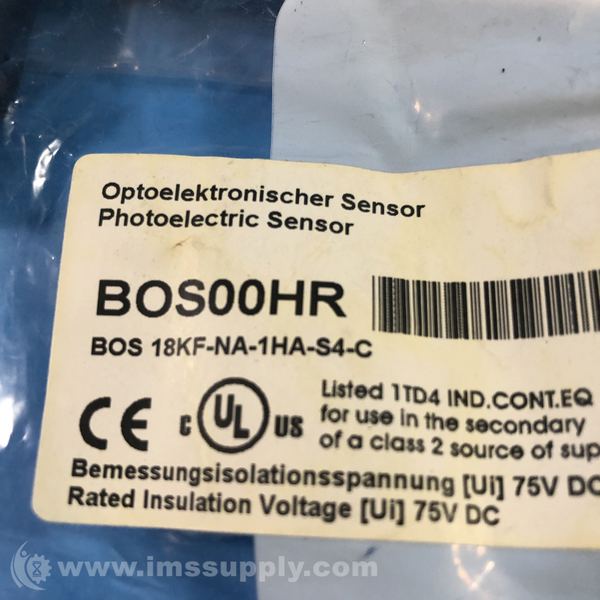 Optoelektronischer Sensor
Photoelectric Sensor
BOS00HR
BOS 18KF-NA-1HA-S4-C
CE C UL US
Listed 1TD4 IND.CONT.EQ
for use in the secondary
of a class 2 source of sup
Bemessungsisolationsspannung [Ui] 75V DC
Rated Insulation Voltage [Ui] 75V DC
www.imssupply.com